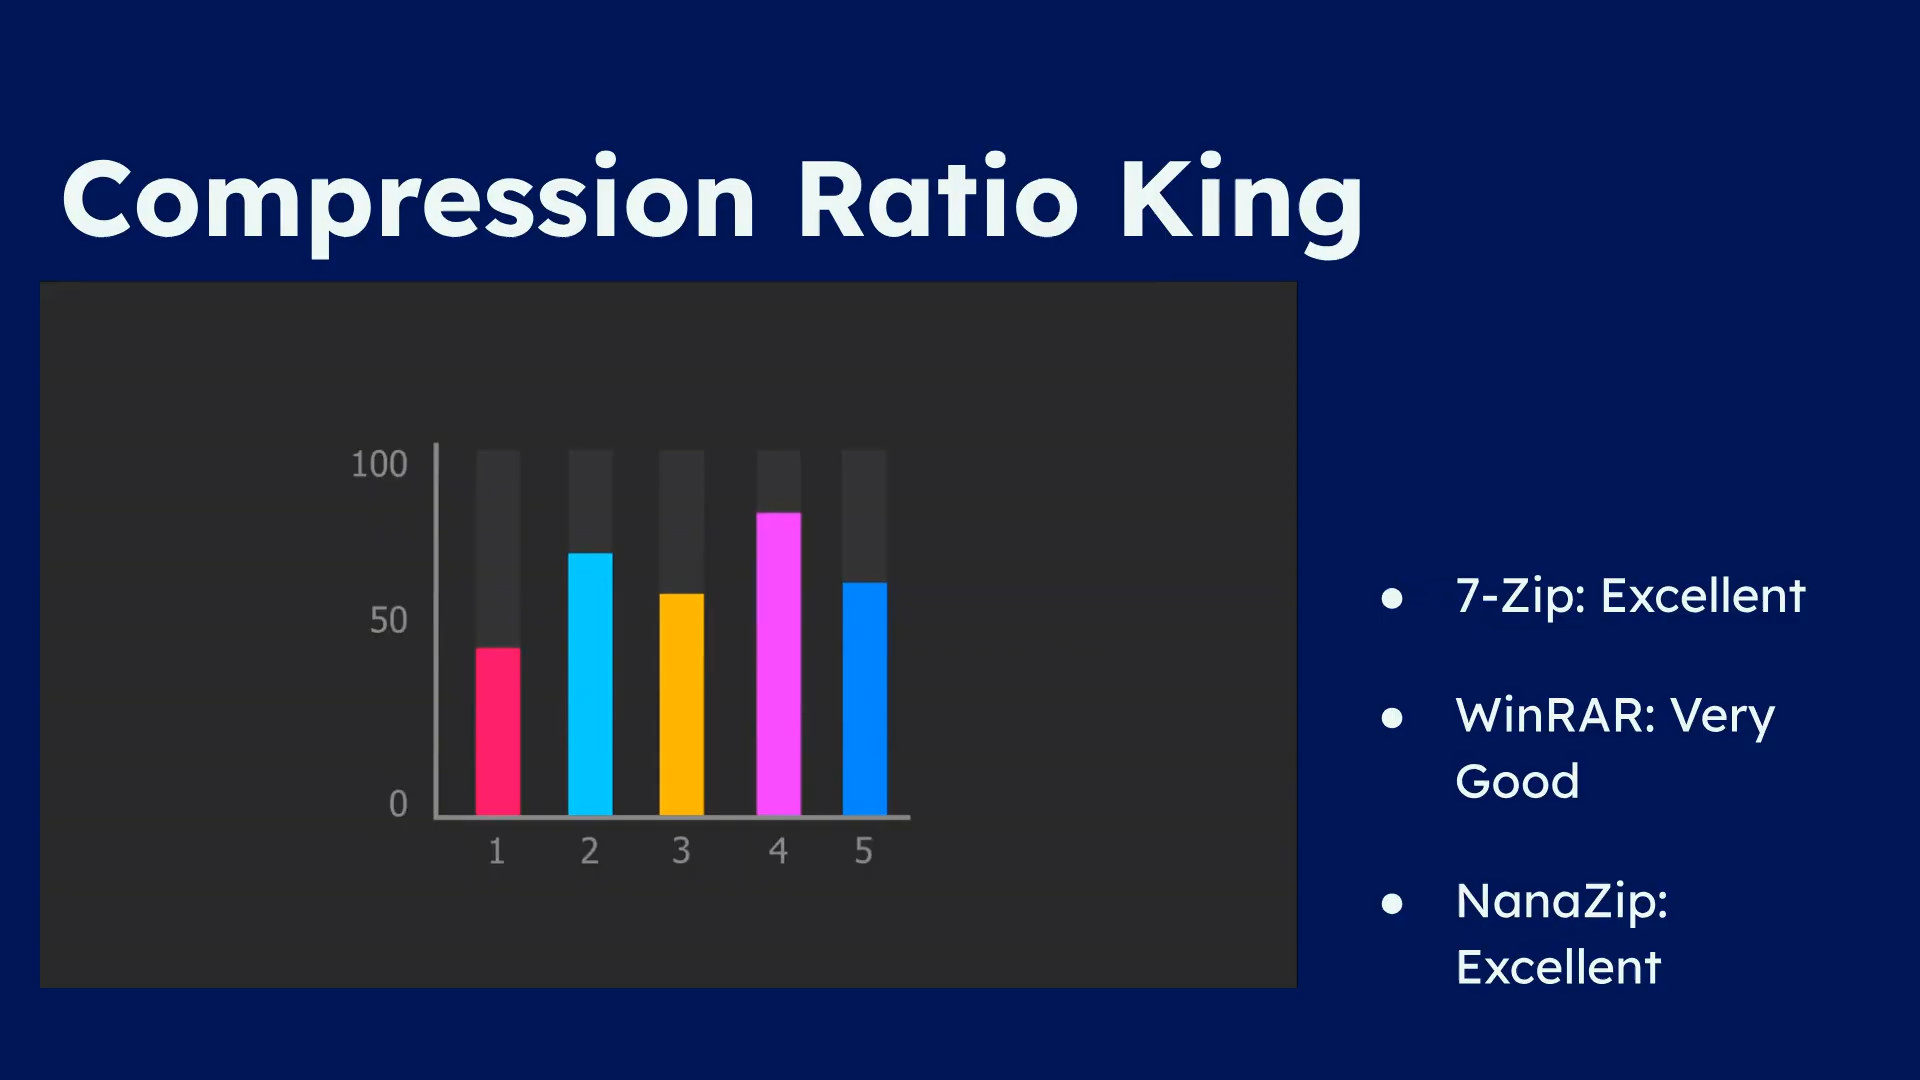 Compression Ratio King
100
50
0
1 2 3 4 5
● 7-Zip: Excellent
● WinRAR: Very
Good
● NanaZip:
Excellent